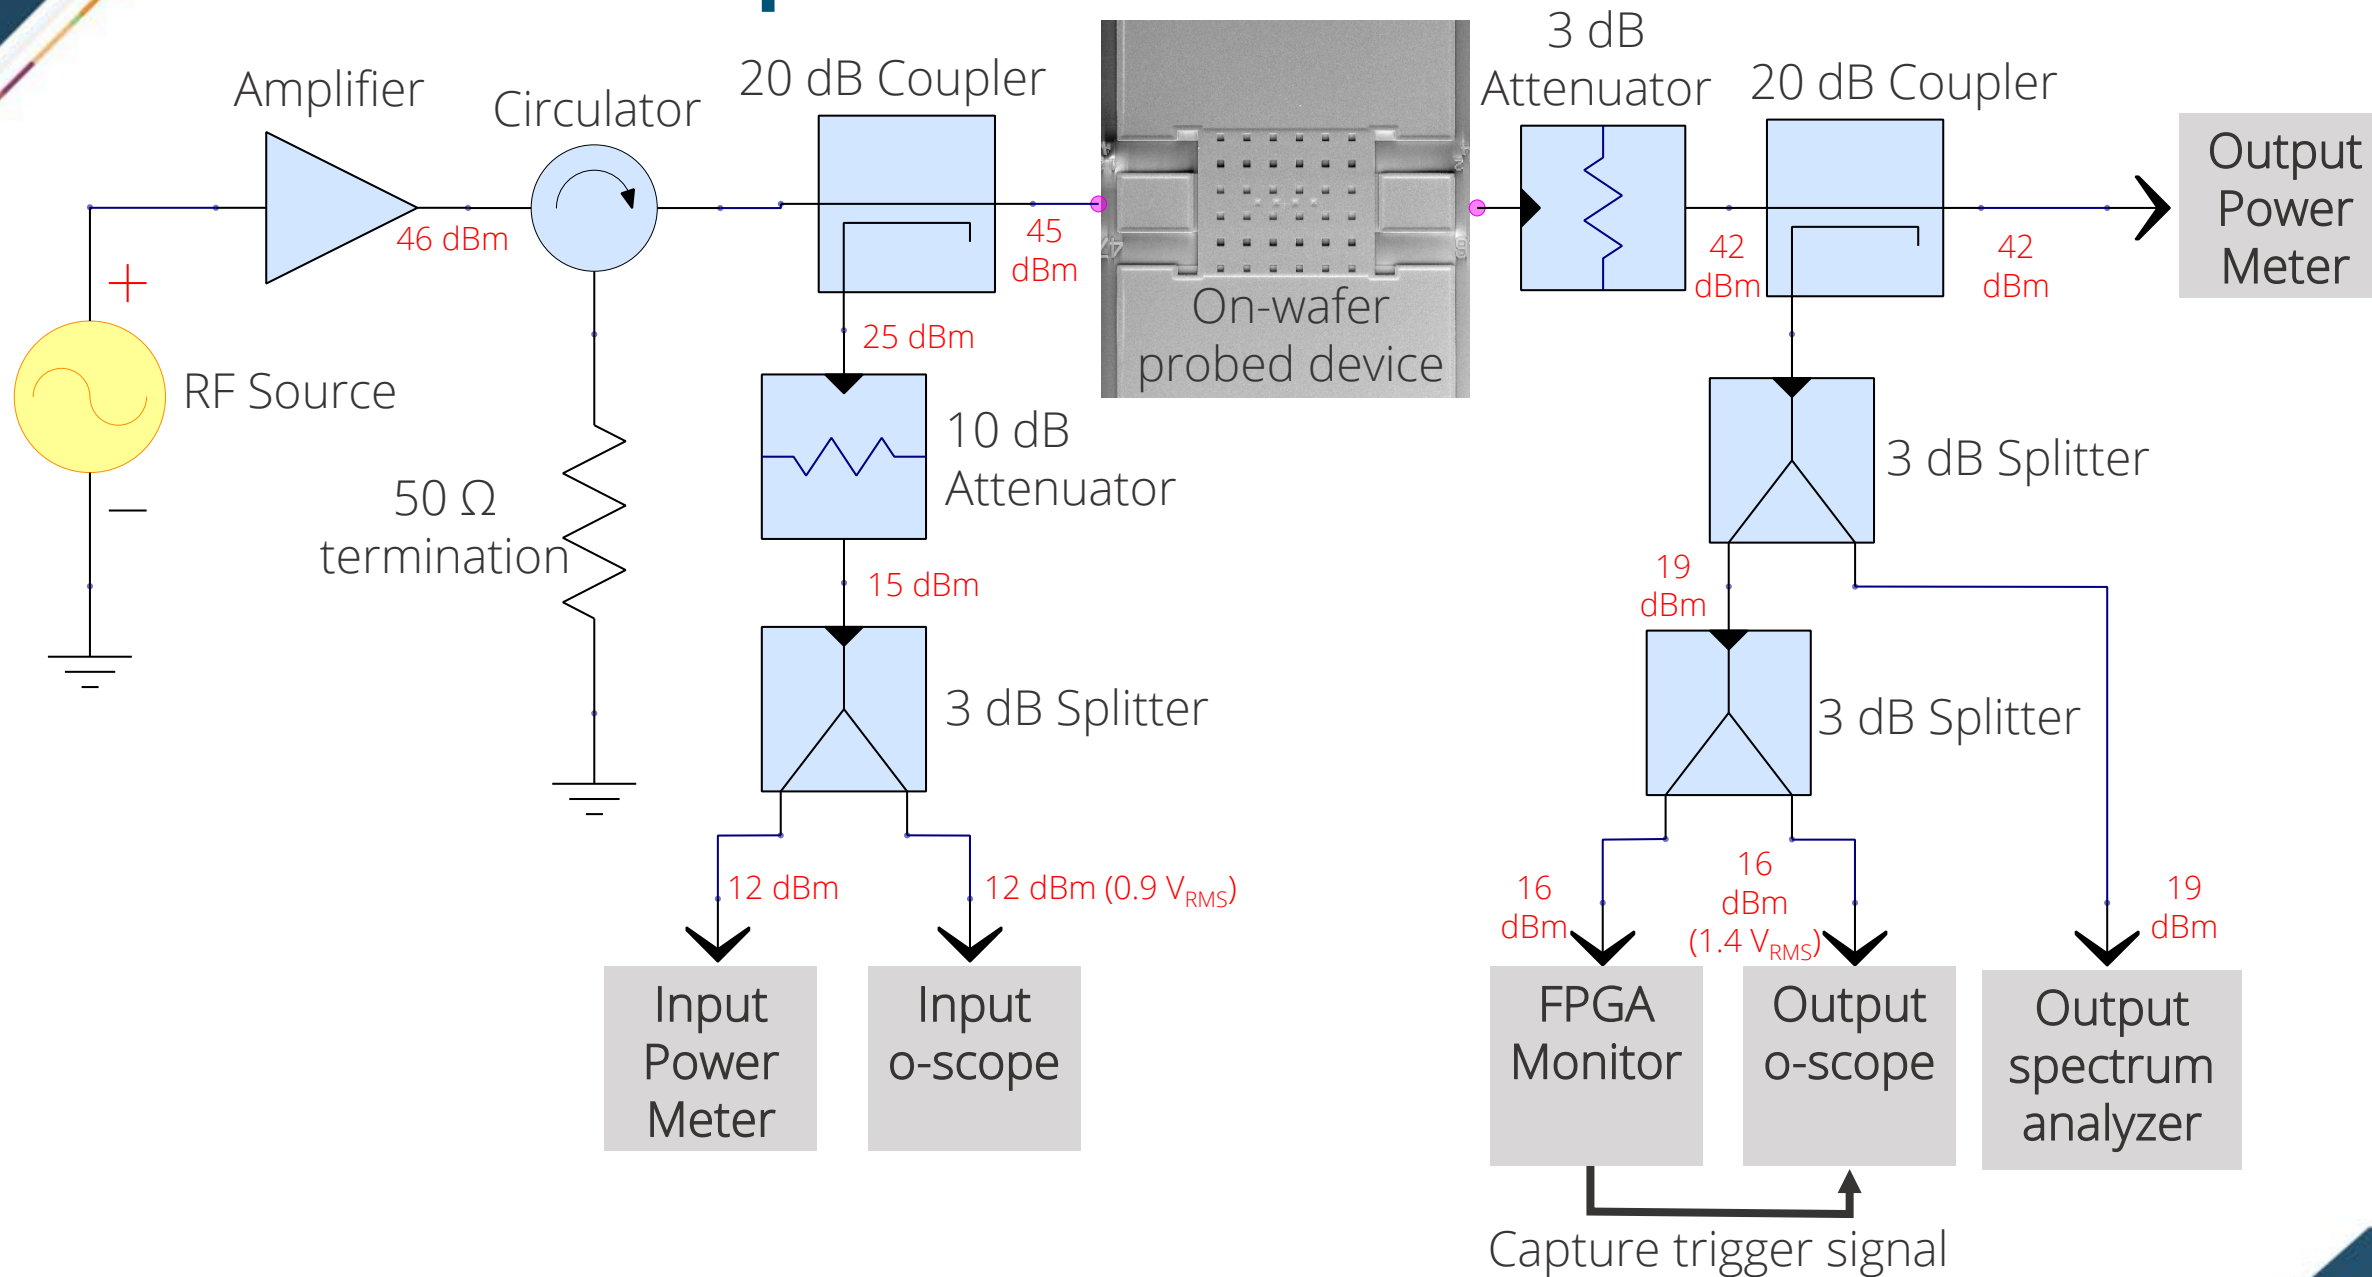 Amplifier
Circulator
20 dB Coupler
3 dB
Attenuator
20 dB Coupler
Output
Power
Meter
46 dBm
45
dBm
42
dBm
42
dBm
+
RF Source
−
50 Ω
termination
25 dBm
On-wafer
probed device
10 dB
Attenuator
15 dBm
3 dB Splitter
12 dBm
12 dBm (0.9 VRMS)
Input
Power
Meter
Input
o-scope
3 dB Splitter
19
dBm
3 dB Splitter
16
dBm
16
dBm
(1.4 VRMS)
19
dBm
FPGA
Monitor
Output
o-scope
Output
spectrum
analyzer
Capture trigger signal